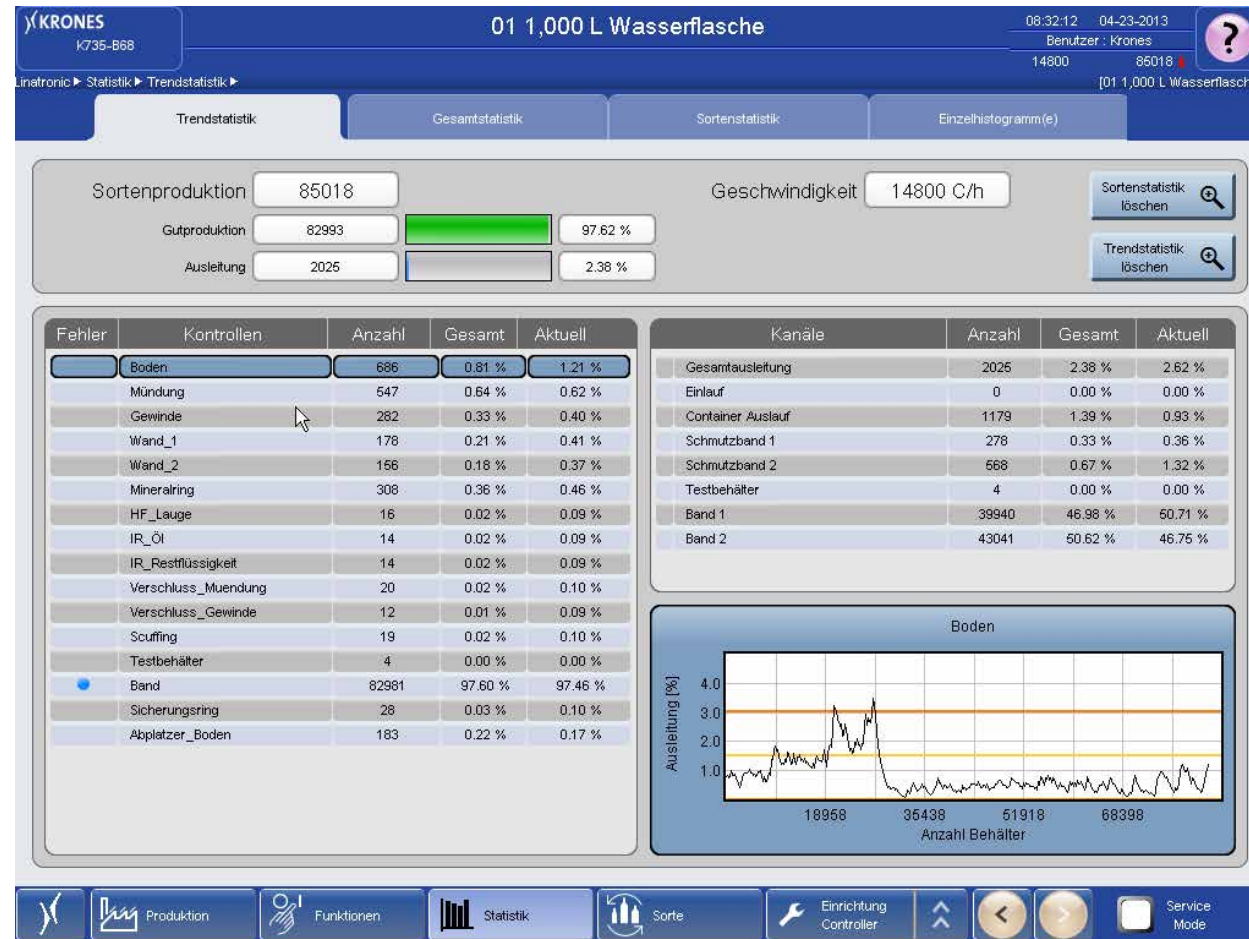 KRONES
K735-B68
01 1,000 L Wasserflasche
08:32:12 04-23-2013
Benutzer : Krones
14800 85018
?
Linatronic Statistik Trendstatistik
[01 1,000 L Wasserflasch
Trendstatistik Gesamtstatistik Sortenstatistik Einzelhistogramm(e)
Sortenproduktion 85018
Geschwindigkeit 14800 C/h
Sortenstatistik
löschen
Gutproduktion 82993 97.62 %
Ausleitung 2025 2.38 %
Trendstatistik
löschen
Fehler Kontrollen Anzahl Gesamt Aktuell
Boden 686 0.81 % 1.21 %
Mündung 547 0.64 % 0.62 %
Gewinde 282 0.33 % 0.40 %
Wand_1 178 0.21 % 0.41 %
Wand_2 156 0.18 % 0.37 %
Mineralring 308 0.36 % 0.46 %
HF_Lauge 16 0.02 % 0.09 %
IR_Öl 14 0.02 % 0.09 %
IR_Restflüssigkeit 14 0.02 % 0.09 %
Verschluss_Muendung 20 0.02 % 0.10 %
Verschluss_Gewinde 12 0.01 % 0.09 %
Scuffing 19 0.02 % 0.10 %
Testbehälter 4 0.00 % 0.00 %
Band 82981 97.60 % 97.46 %
Sicherungsring 28 0.03 % 0.10 %
Abplatzer_Boden 183 0.22 % 0.17 %
Kanäle Anzahl Gesamt Aktuell
Gesamtausleitung 2025 2.38 % 2.62 %
Einlauf 0 0.00 % 0.00 %
Container Auslauf 1179 1.39 % 0.93 %
Schmutzband 1 278 0.33 % 0.36 %
Schmutzband 2 568 0.67 % 1.32 %
Testbehälter 4 0.00 % 0.00 %
Band 1 39940 46.98 % 50.71 %
Band 2 43041 50.62 % 46.75 %
Boden
Ausleitung [%]
4.0
3.0
2.0
1.0
18958 35438 51918 68398
Anzahl Behälter
Produktion
Funktionen
Statistik
Sorte
Einrichtung
Controller
Service
Mode